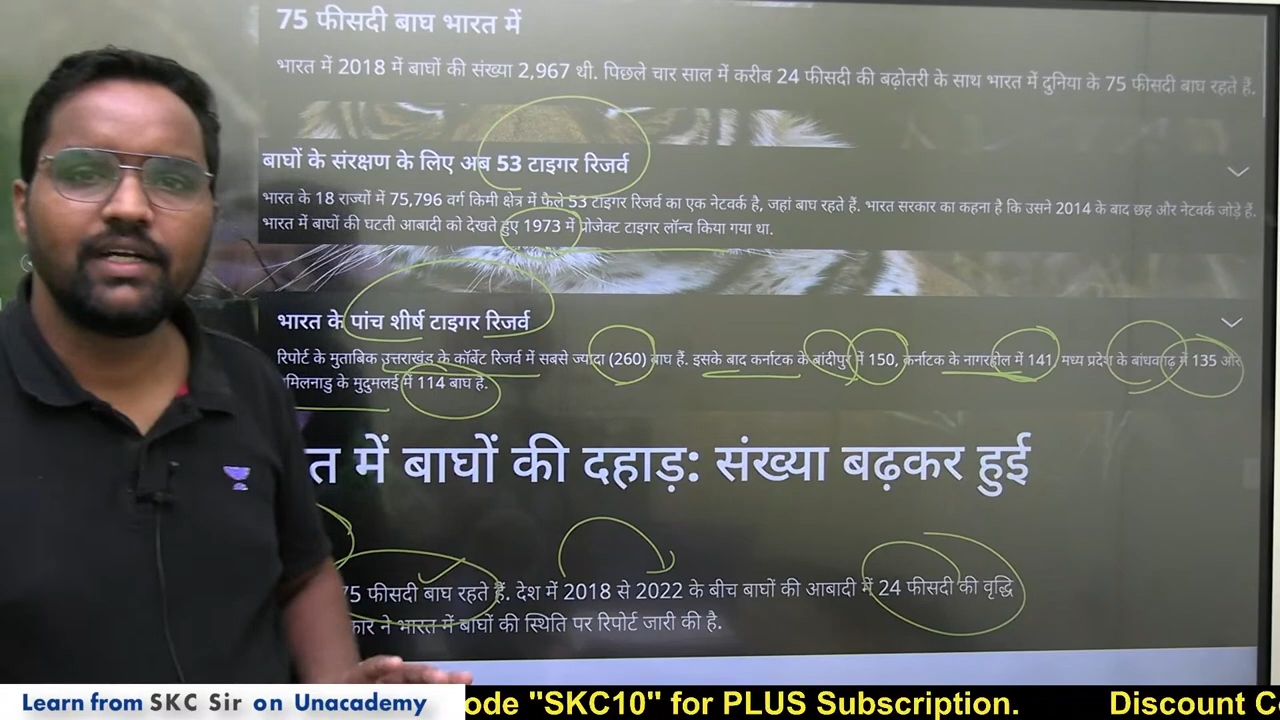 75 फीसदी बाघ भारत में
भारत में 2018 में बाघों की संख्या 2,967 थी. पिछले चार साल में करीब 24 फीसदी की बढ़ोतरी के साथ भारत में दुनिया के 75 फीसदी बाघ रहते हैं.
बाघों के संरक्षण के लिए अब 53 टाइगर रिजर्व
भारत के 18 राज्यों में 75,796 वर्ग किमी क्षेत्र में फैले 53 टाइगर रिजर्व का एक नेटवर्क है, जहां बाघ रहते हैं. भारत सरकार का कहना है कि उसने 2014 के बाद छह और नेटवर्क जोड़े हैं.
भारत में बाघों की घटती आबादी को देखते हुए 1973 में प्रोजेक्ट टाइगर लॉन्च किया गया था.
भारत के पांच शीर्ष टाइगर रिजर्व
रिपोर्ट के मुताबिक उत्तराखंड के कॉर्बेट रिजर्व में सबसे ज्यादा (260) बाघ हैं. इसके बाद कर्नाटक के बांदीपुर में 150, कर्नाटक के नागरहोल में 141, मध्य प्रदेश के बांधवगढ़ में 135 और
मिलनाडु के मुदुमलई में 114 बाघ है.
त में बाघों की दहाड़: संख्या बढ़कर हुई
75 फीसदी बाघ रहते हैं. देश में 2018 से 2022 के बीच बाघों की आबादी में 24 फीसदी की वृद्धि
कार ने भारत में बाघों की स्थिति पर रिपोर्ट जारी की है.
Learn from SKC Sir on Unacademy
ode "SKC10" for PLUS Subscription. Discount C